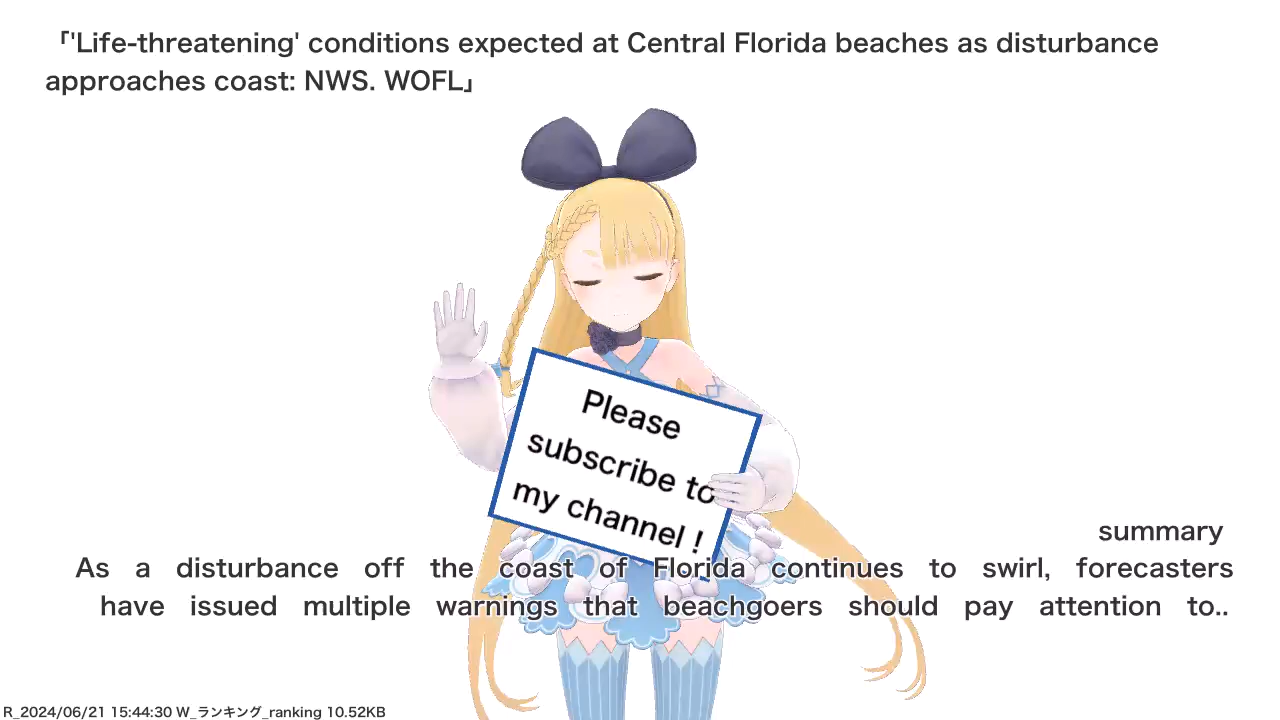 「'Life-threatening' conditions expected at Central Florida beaches as disturbance
approaches coast: NWS. WOFL」
Please
subscribe to
my channel !
summary
As a disturbance off the coast of Florida continues to swirl, forecasters
have issued multiple warnings that beachgoers should pay attention to..
R_2024/06/21 15:44:30 W_ランキング_ranking 10.52KB